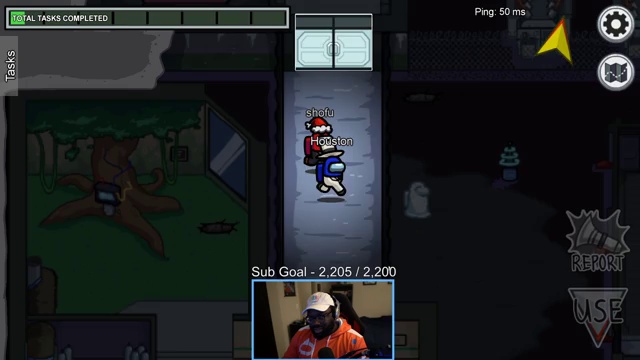 TOTAL TASKS COMPLETED
Ping: 50 ms
Tasks
shofu
Houston
REPORT
USE
Sub Goal - 2,205 / 2,200